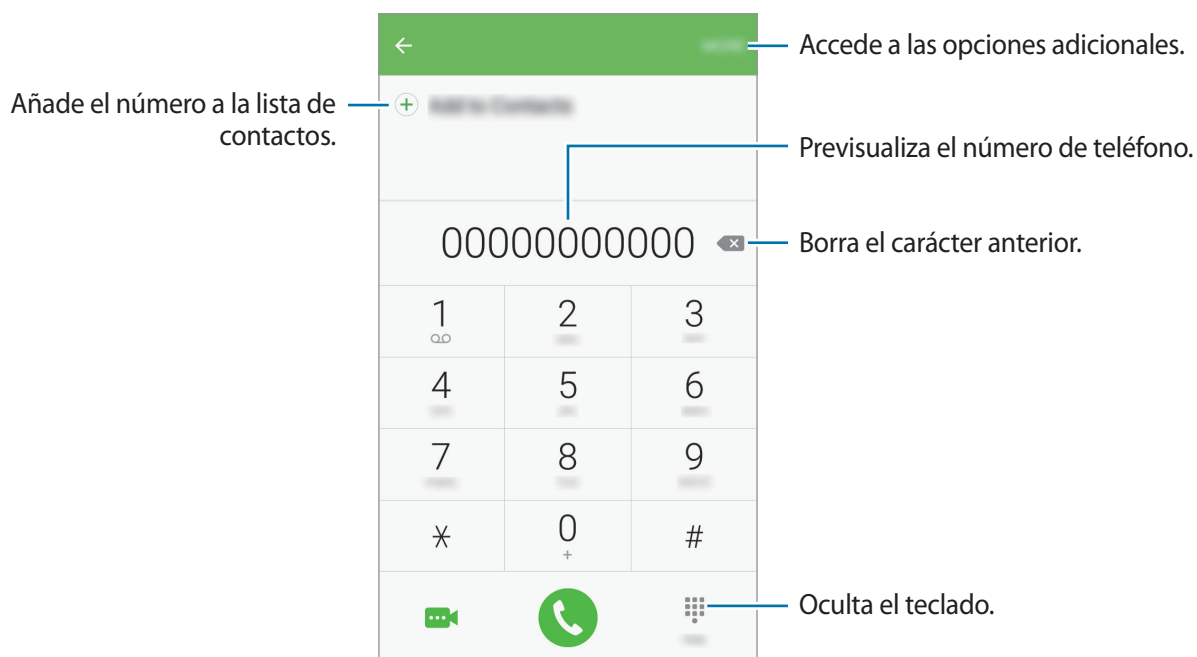 Accede a las opciones adicionales.
Añade el número a la lista de
contactos.
Previsualiza el número de teléfono.
00000000000
Borra el carácter anterior.
1 2 3
4 5 6
7 8 9
* 0 #
+
Oculta el teclado.